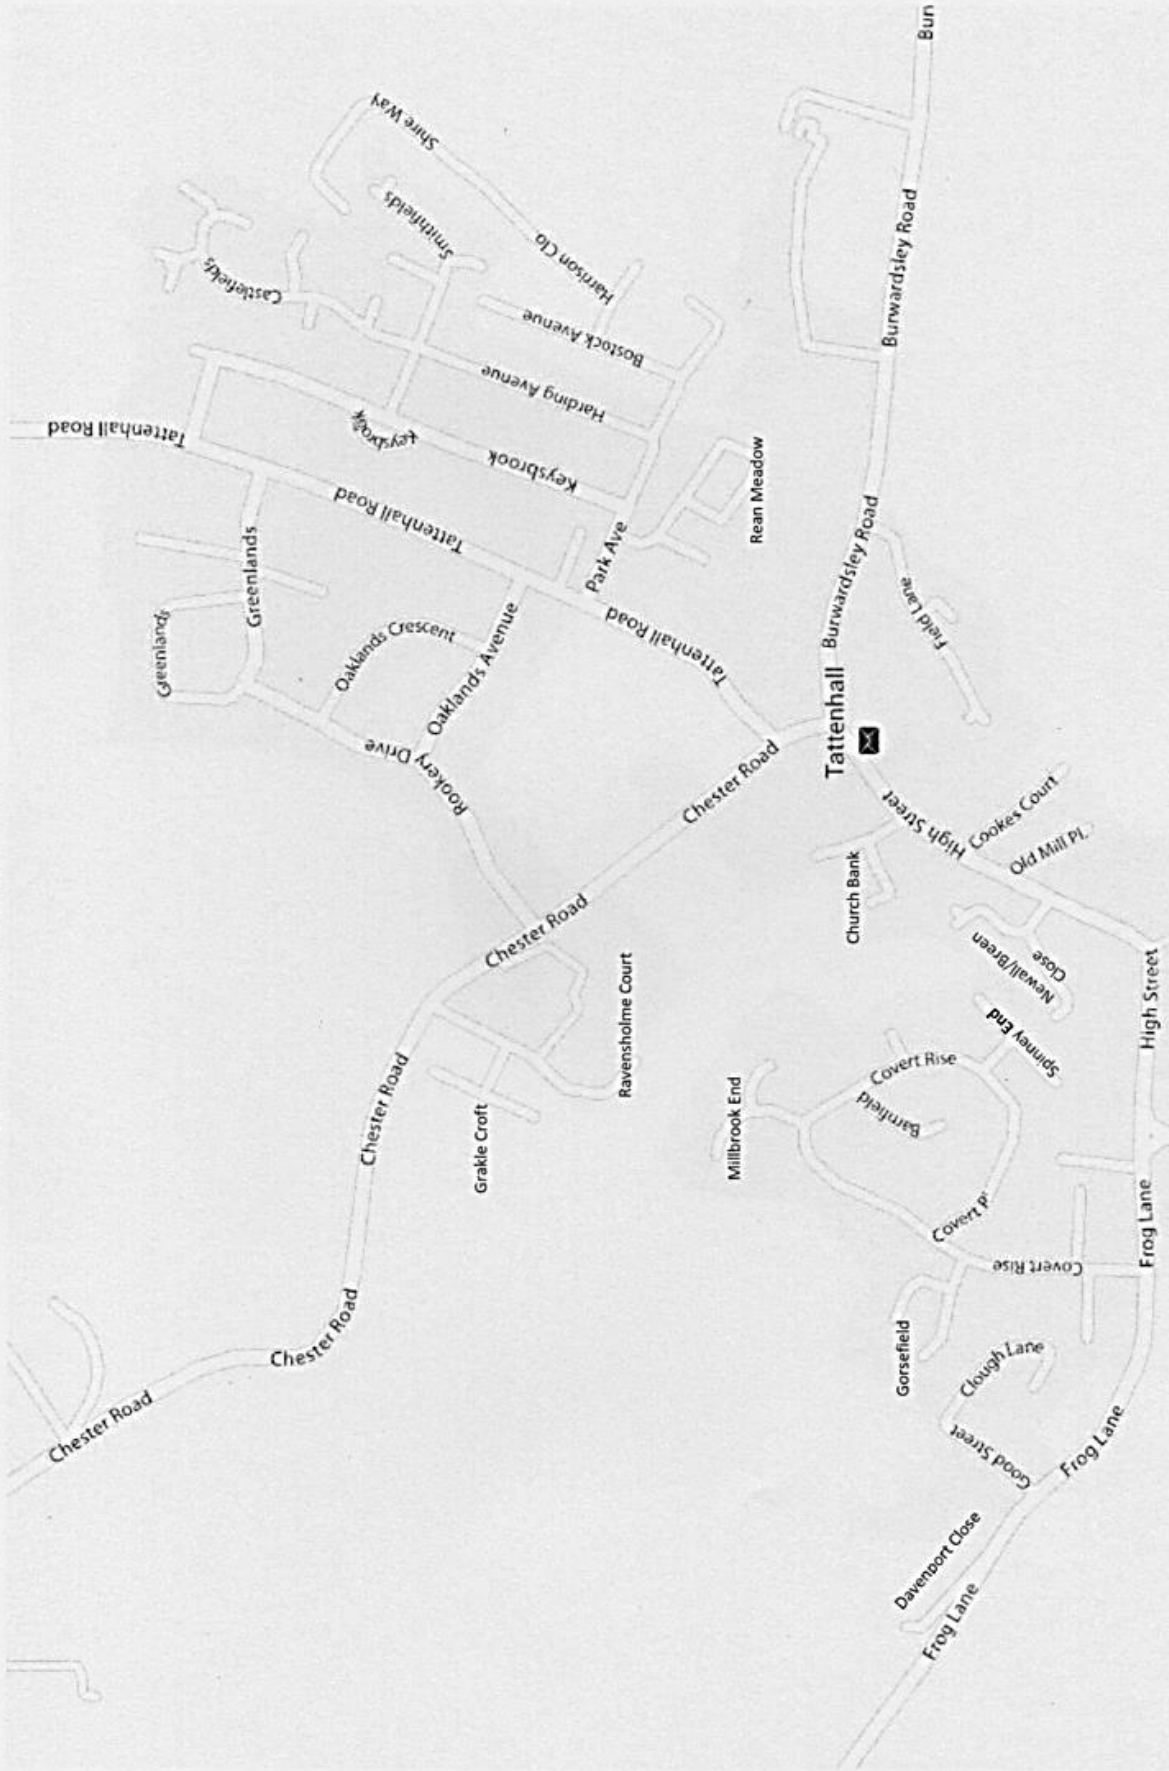 Chester Road
Chester Road
Chester Road
Chester Road
Chester Road
Tattenhall Road
Tattenhall Road
Tattenhall Road
Greenlands
Greenlands
Oaklands Crescent
Oaklands Avenue
Rookery Drive
Castlefields
Smithfields
Shire Way
Harrison Clo
Bostock Avenue
Harding Avenue
Keysbrook
Keysbrook
Park Ave
Rean Meadow
Bur
Burwardsley Road
Burwardsley Road
Field Lane
Tattenhall
High Street
Cookes Court
Old Mill Pl.
Church Bank
Newall/Breen
Close
Spinney End
High Street
Ravensholme Court
Grakle Croft
Millbrook End
Covert Rise
Barnfield
Covert Pl
Covert Rise
Gorsefield
Clough Lane
Good Street
Davenport Close
Frog Lane
Frog Lane
Frog Lane